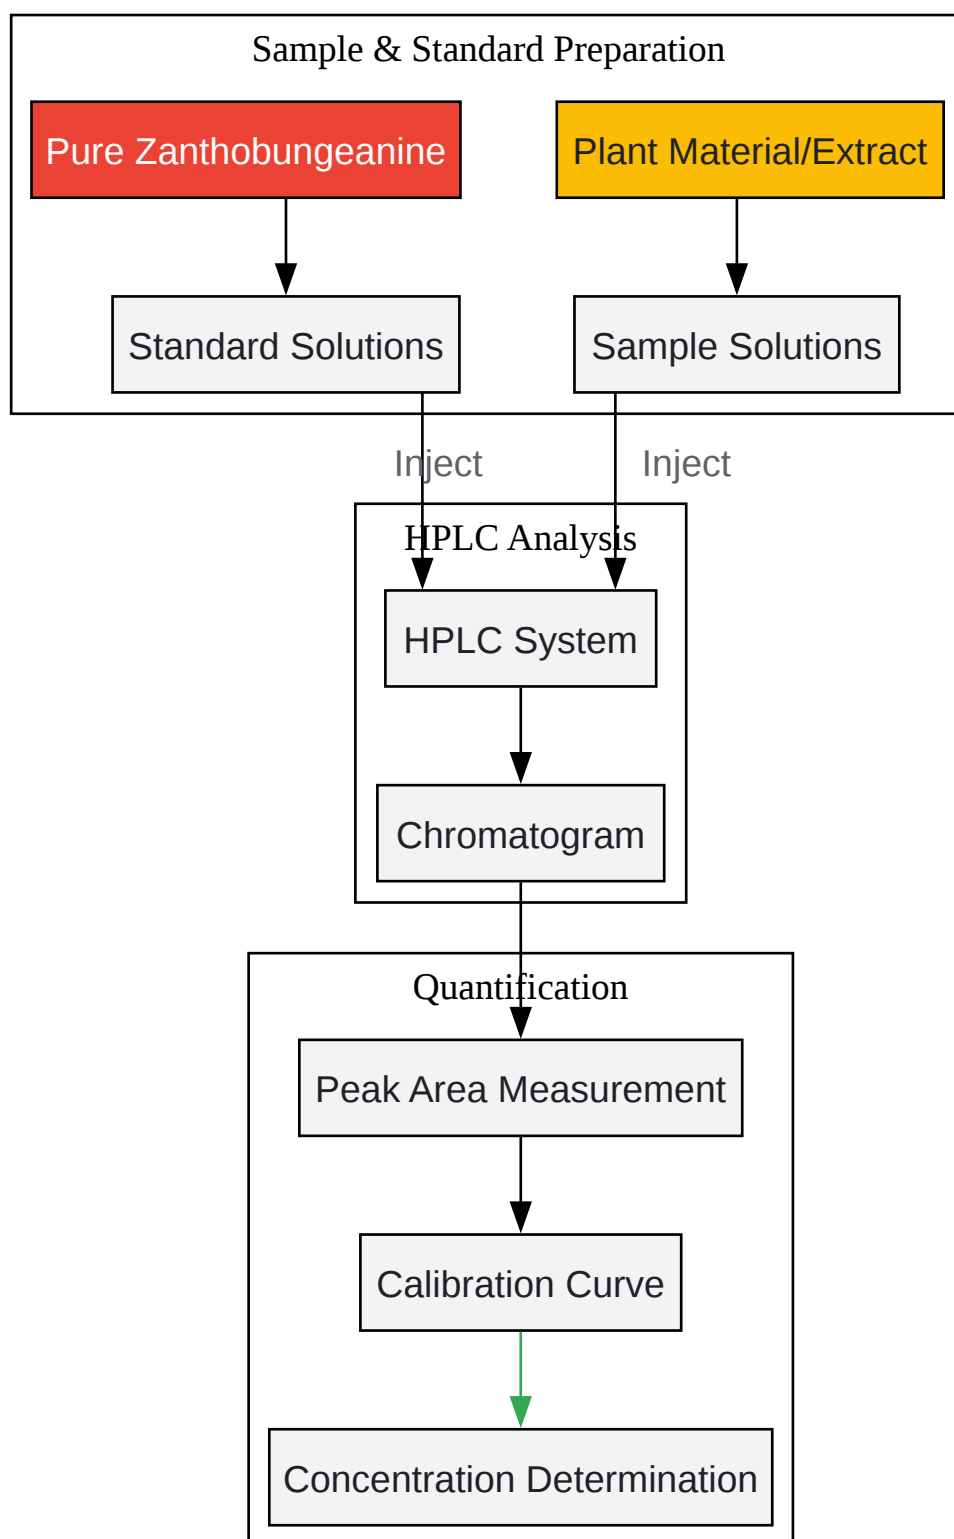 Sample & Standard Preparation
Pure Zanthobungeanine
Plant Material/Extract
Standard Solutions
Sample Solutions
Inject
Inject
HPLC Analysis
HPLC System
Chromatogram
Quantification
Peak Area Measurement
Calibration Curve
Concentration Determination